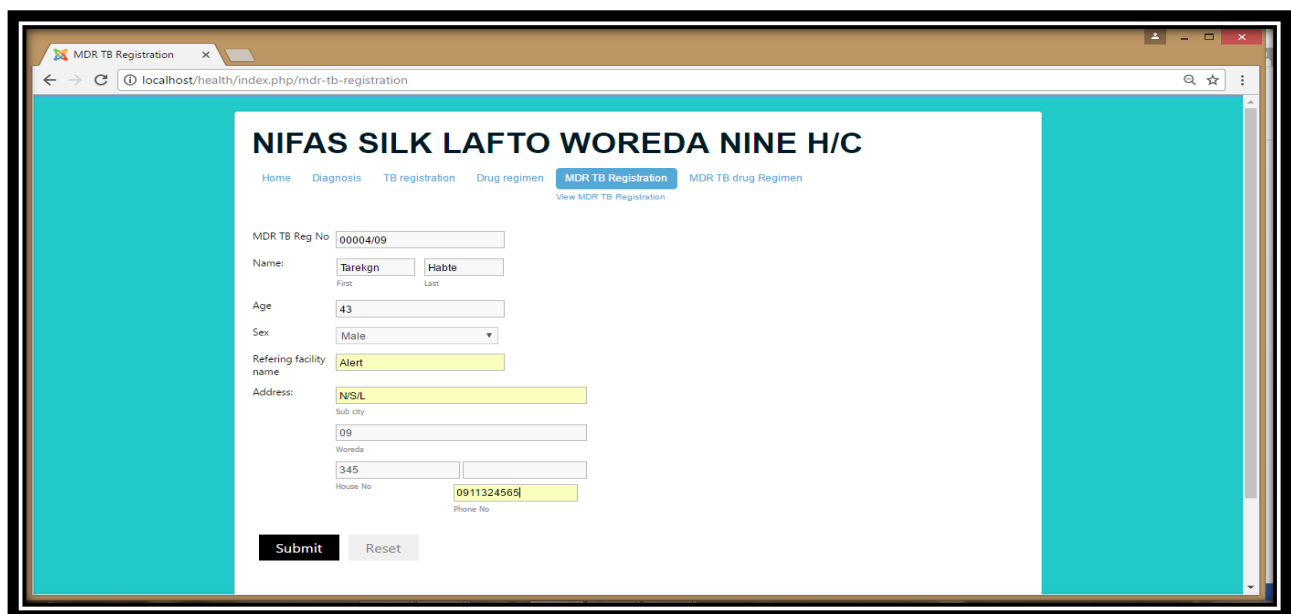 MDR TB Registration
localhost/health/index.php/mdr-tb-registration
NIFAS SILK LAFTO WOREDA NINE H/C
Home Diagnosis TB registration Drug regimen MDR TB Registration MDR TB drug Regimen
View MDR TB Registration
MDR TB Reg No 00004/09
Name: Tarekgn Habte
First Last
Age 43
Sex Male
Refering facility name Alert
Address: N/S/L
Sub city
09
Woreda
345
House No
0911324565
Phone No
Submit Reset